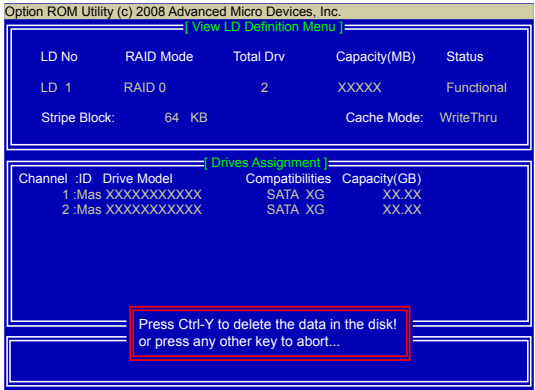 Option ROM Utility (c) 2008 Advanced Micro Devices, Inc.
[ View LD Definition Menu ]
LD No RAID Mode Total Drv Capacity(MB) Status
LD 1 RAID 0 2 XXXXX Functional
Stripe Block: 64 KB Cache Mode: WriteThru
[ Drives Assignment ]
Channel :ID Drive Model Compatibilities Capacity(GB)
1 :Mas XXXXXXXXXXX SATA XG XX.XX
2 :Mas XXXXXXXXXXX SATA XG XX.XX
Press Ctrl-Y to delete the data in the disk!
or press any other key to abort...